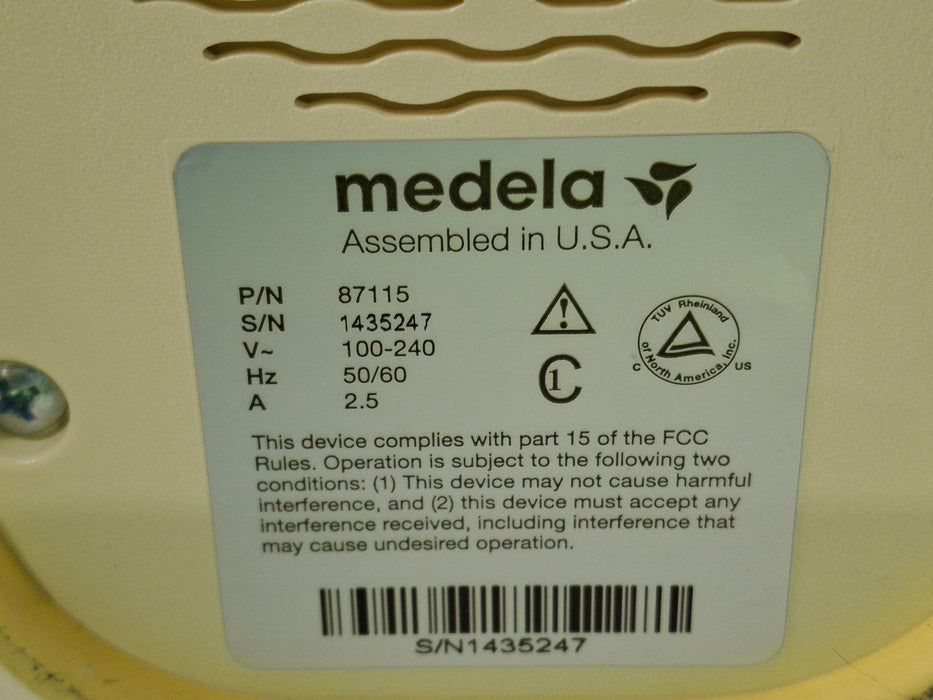 medela
Assembled in U.S.A.
P/N 87115
S/N 1435247
V~ 100-240
Hz 50/60
A 2.5
TUV Rheinland
of North America, Inc.
C US
This device complies with part 15 of the FCC
Rules. Operation is subject to the following two
conditions: (1) This device may not cause harmful
interference, and (2) this device must accept any
interference received, including interference that
may cause undesired operation.
S/N1435247